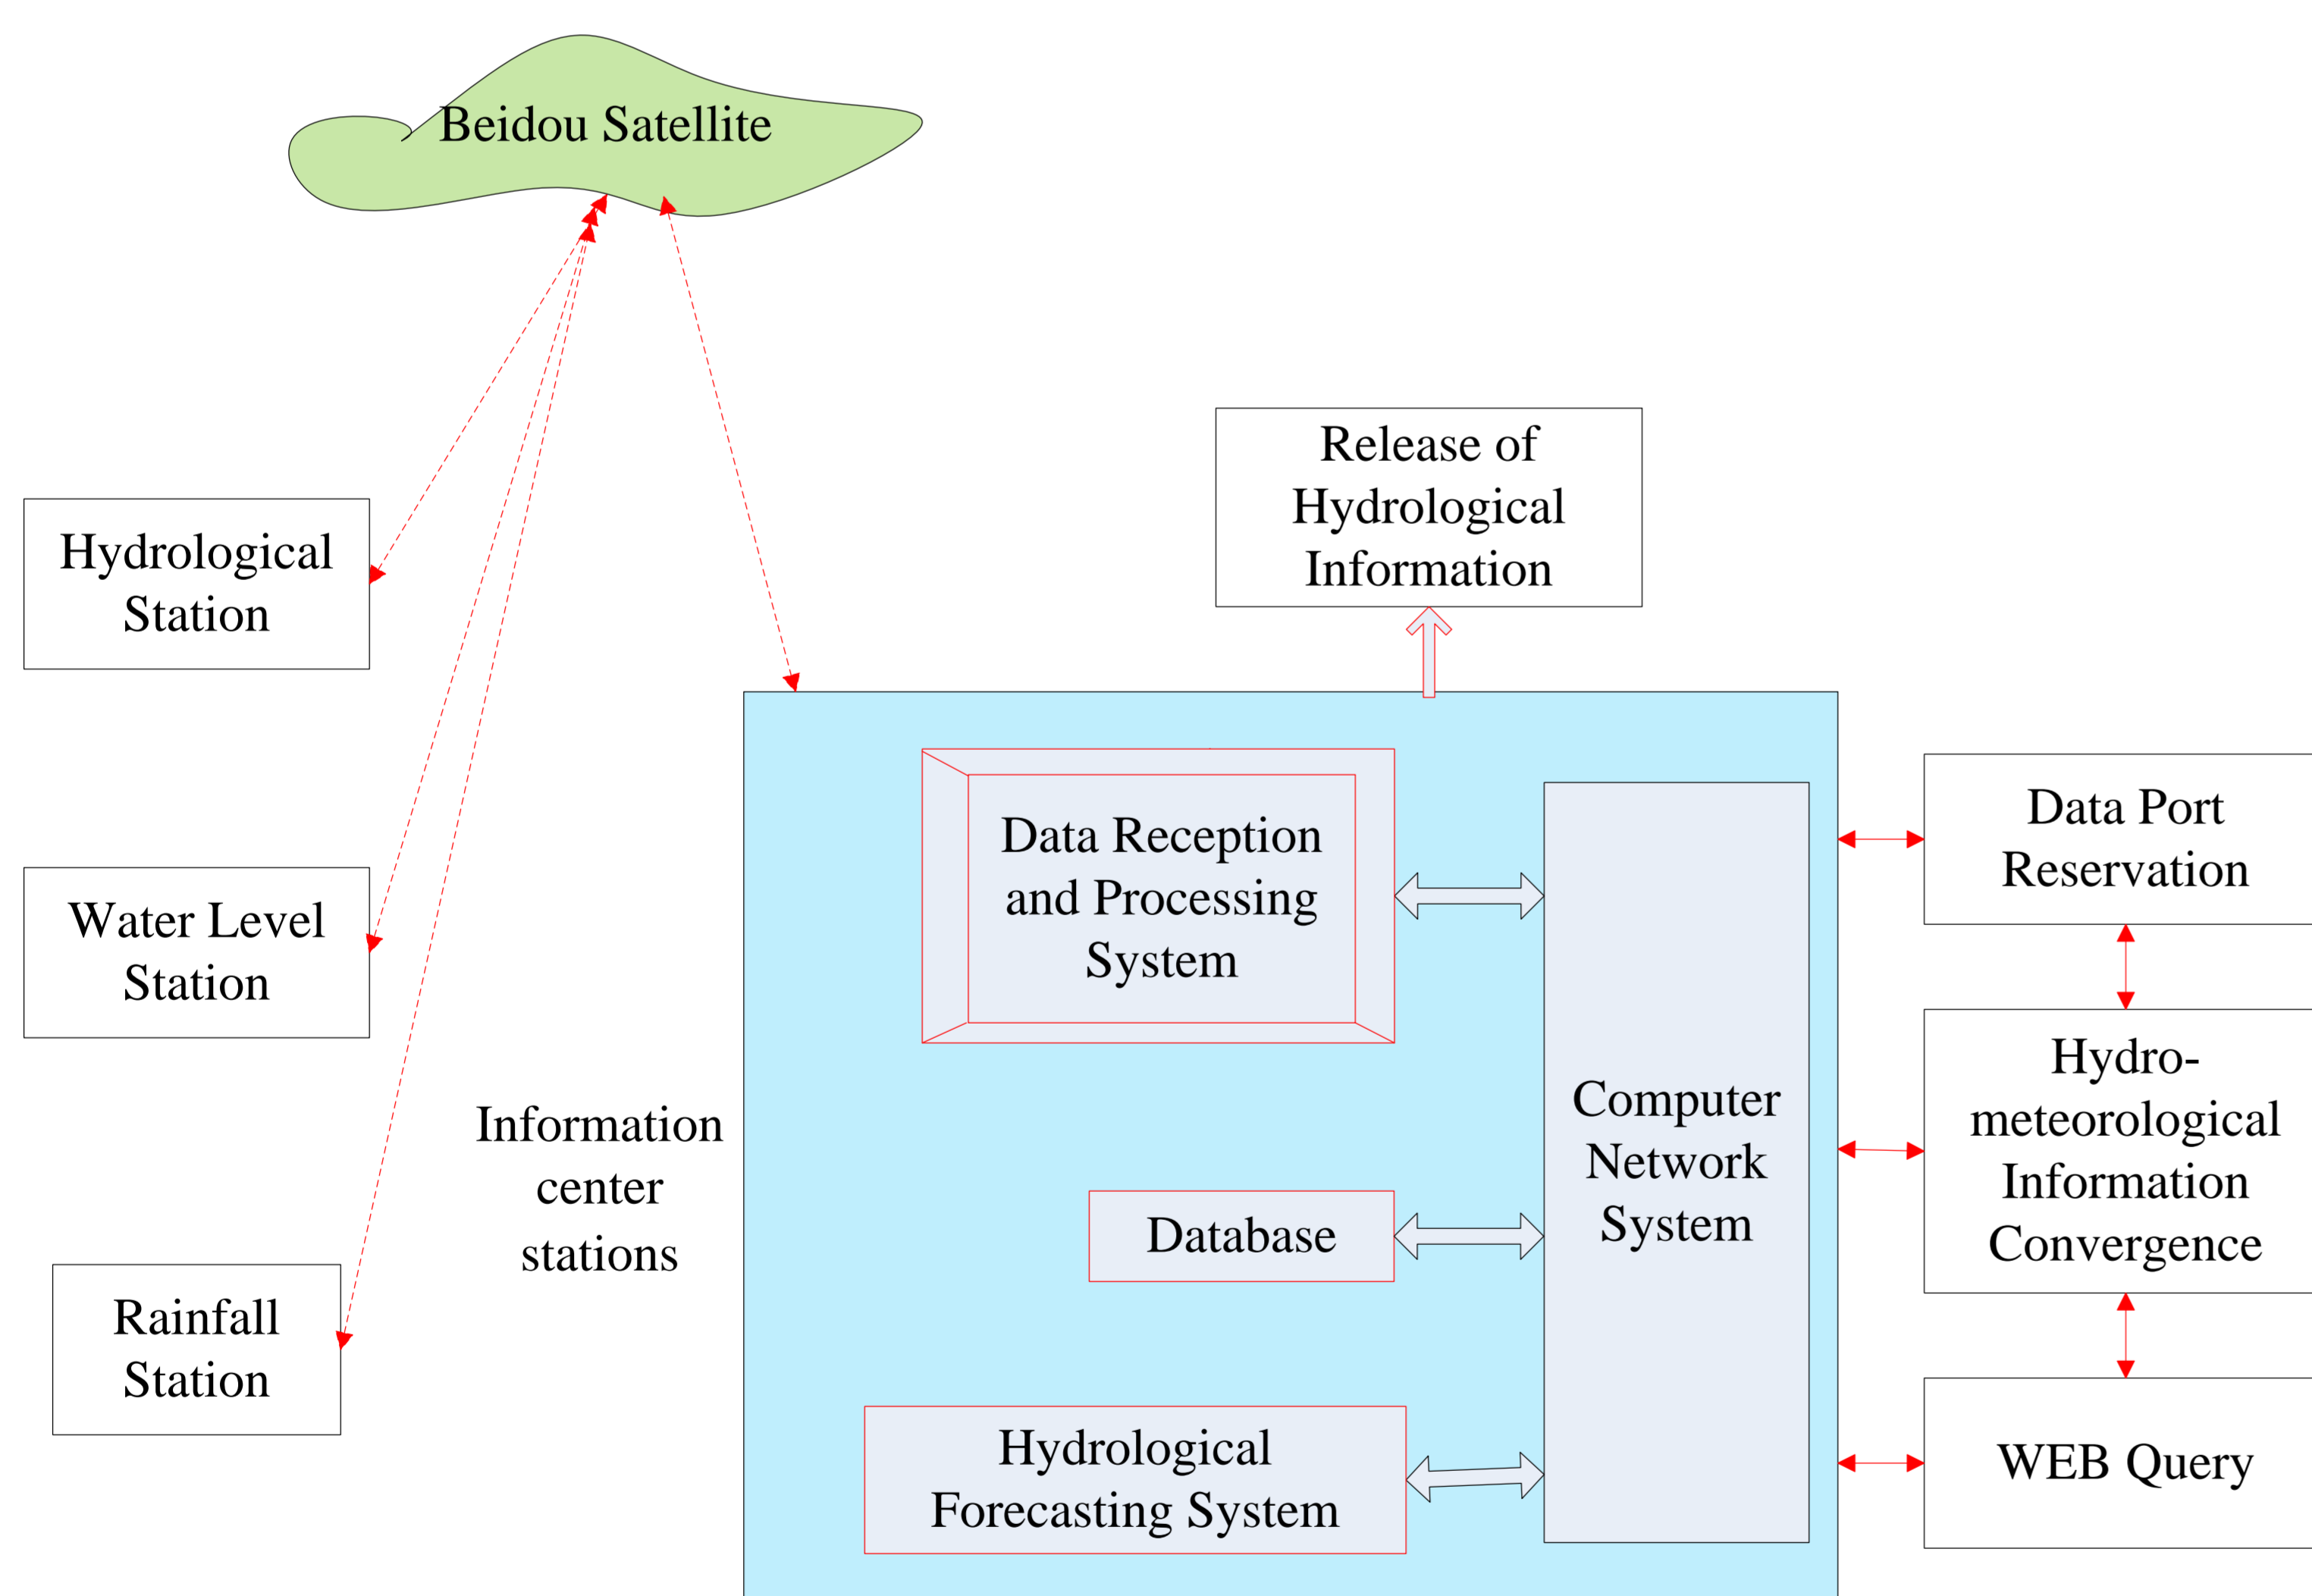 Beidou Satellite
Release of
Hydrological
Information
Hydrological
Station
Water Level
Station
Rainfall
Station
Information
center
stations
Data Reception
and Processing
System
Database
Hydrological
Forecasting System
Computer
Network
System
Data Port
Reservation
Hydro-
meteorological
Information
Convergence
WEB Query